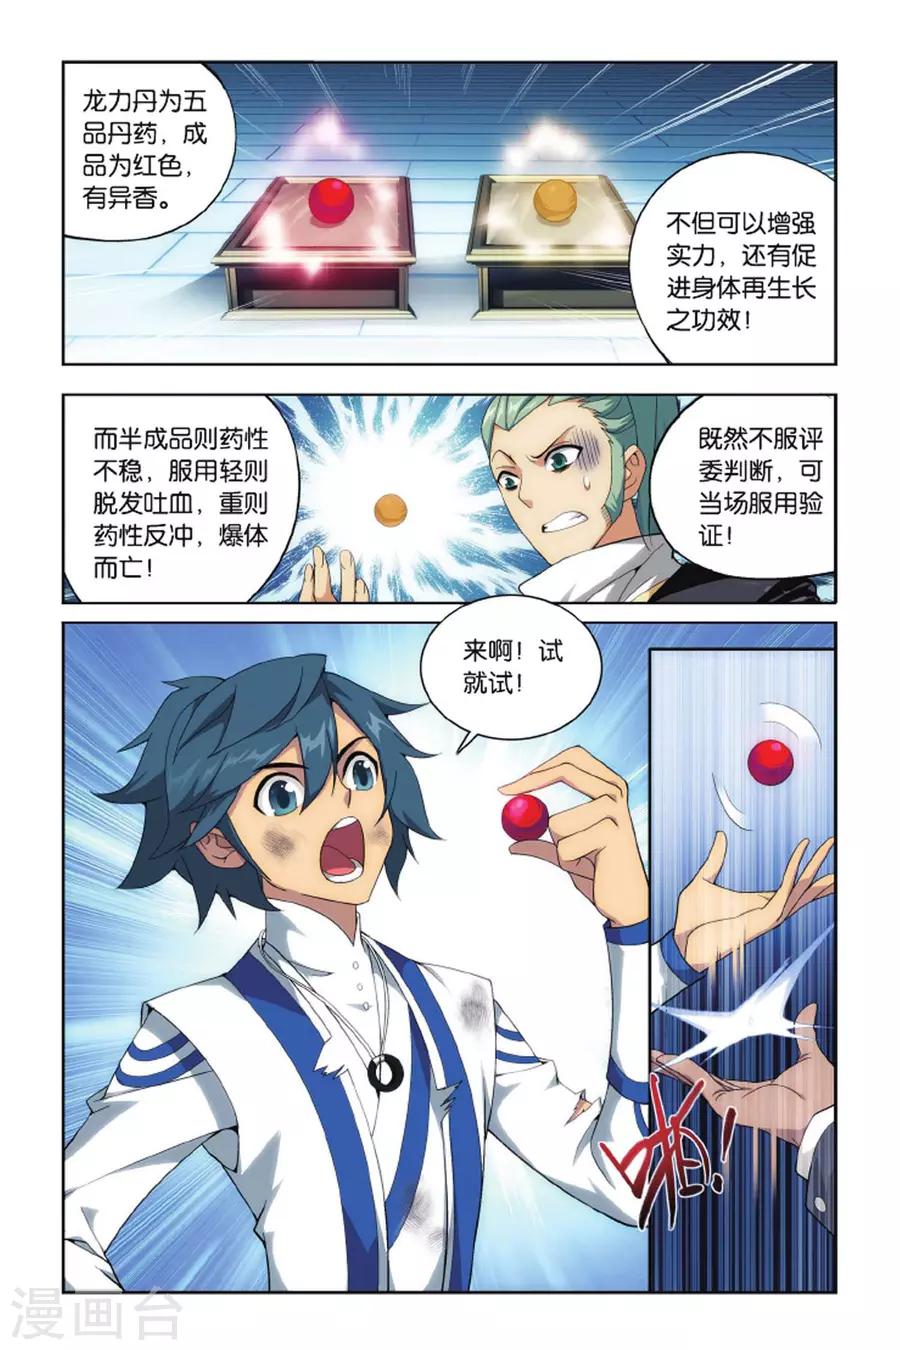 龙力丹为五
品丹药，成
品为红色，
有异香。
不但可以增强
实力，还有促
进身体再生长
之功效！
而半成品则药性
不稳，服用轻则
脱发吐血，重则
药性反冲，爆体
而亡！
既然不服评
委判断，可
当场服用验
证！
来啊！试
就试！
啪！
漫画台